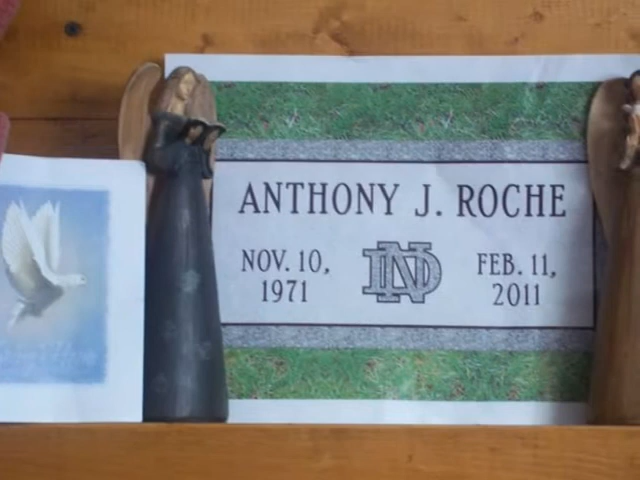 ANTHONY J. ROCHE
NOV. 10,
1971
ND
FEB. 11,
2011